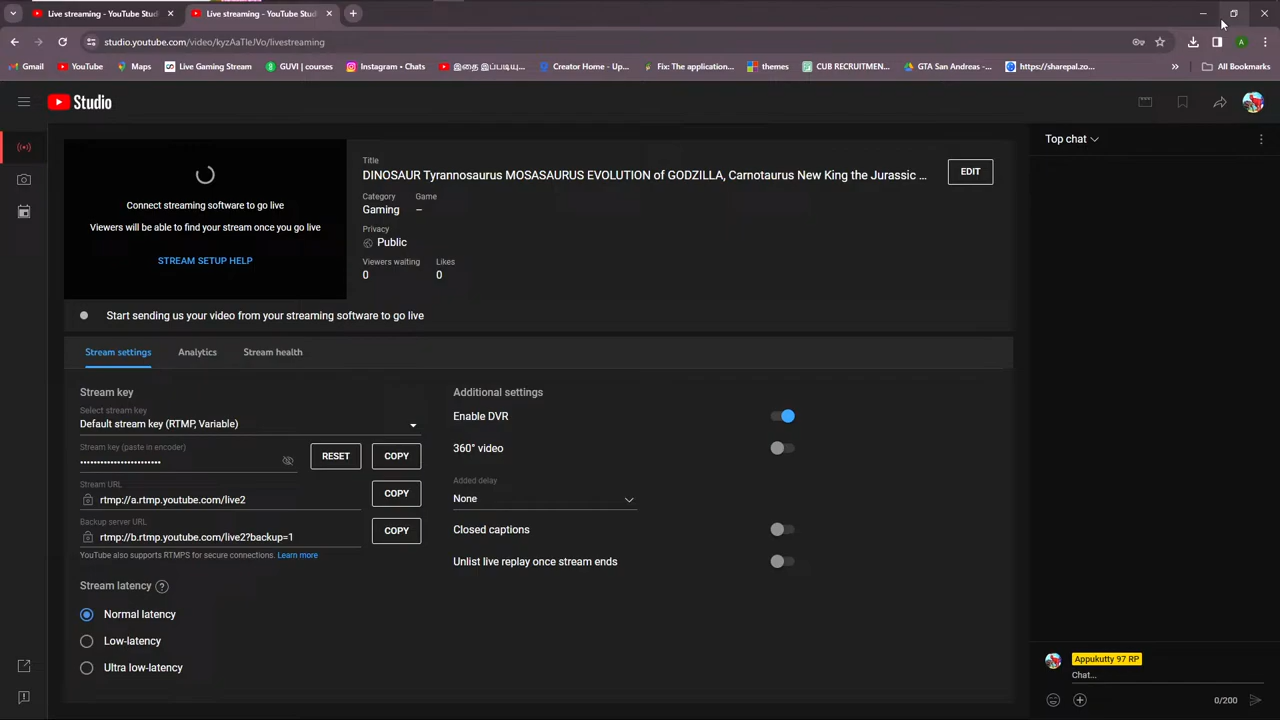 Live streaming - YouTube Stud
Live streaming - YouTube Stud
studio.youtube.com/video/kyzAaTleJVo/livestreaming
Gmail
YouTube
Maps
Live Gaming Stream
GUVI | courses
Instagram • Chats
இதை இப்படியு...
Creator Home - Up...
Fix: The application...
themes
CUB RECRUITMEN...
GTA San Andreas -...
https://sharepal.zo...
»
All Bookmarks
Studio
Connect streaming software to go live
Viewers will be able to find your stream once you go live
STREAM SETUP HELP
Title
DINOSAUR Tyrannosaurus MOSASAURUS EVOLUTION of GODZILLA, Carnotaurus New King the Jurassic ...
EDIT
Category Game
Gaming –
Privacy
Public
Viewers waiting Likes
0 0
Start sending us your video from your streaming software to go live
Stream settings Analytics Stream health
Stream key
Select stream key
Default stream key (RTMP, Variable)
Stream key (paste in encoder)
•••••••••••••••••••••••• RESET COPY
Stream URL
rtmp://a.rtmp.youtube.com/live2 COPY
Backup server URL
rtmp://b.rtmp.youtube.com/live2?backup=1 COPY
YouTube also supports RTMPS for secure connections. Learn more
Stream latency ?
Normal latency
Low-latency
Ultra low-latency
Additional settings
Enable DVR
360° video
Added delay
None
Closed captions
Unlist live replay once stream ends
Top chat
Appukutty 97 RP
Chat...
0/200